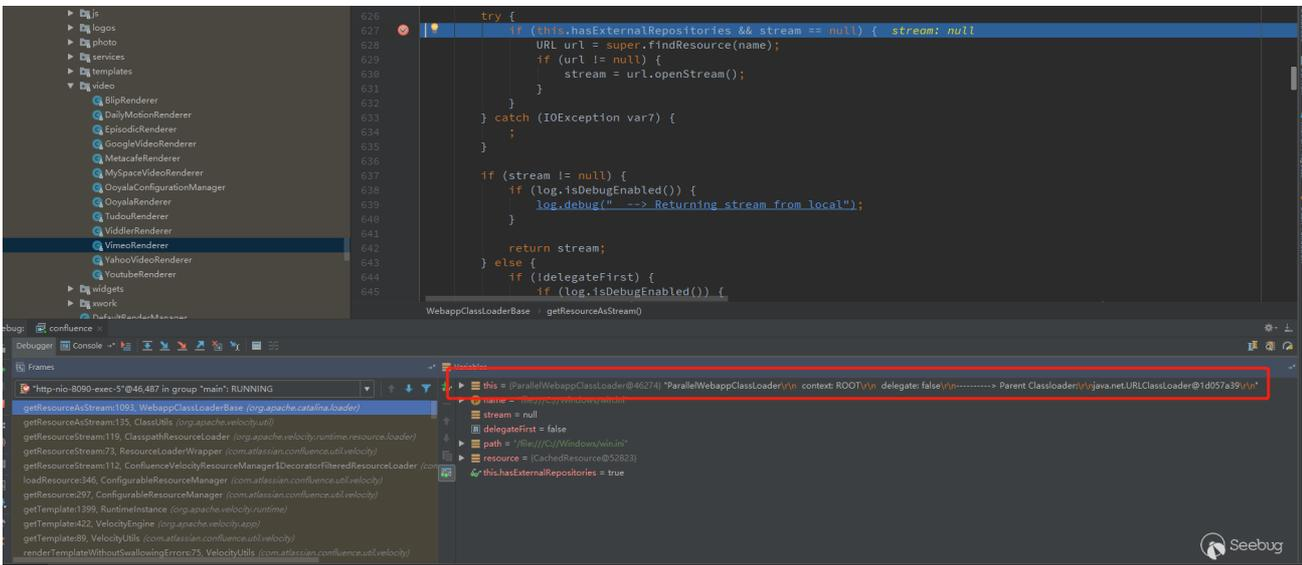 js
logos
photo
services
templates
video
BlipRenderer
DailyMotionRenderer
EpisodicRenderer
GoogleVideoRenderer
MetacafeRenderer
MySpaceVideoRenderer
OoyalaConfigurationManager
OoyalaRenderer
TudouRenderer
ViddlerRenderer
VimeoRenderer
YahooVideoRenderer
YoutubeRenderer
widgets
xwork
DefaultRenderManager
626 try {
627 if (this.hasExternalRepositories && stream == null) { stream: null
628 URL url = super.findResource(name);
629 if (url != null) {
630 stream = url.openStream();
631 }
632 }
633 } catch (IOException var7) {
634 ;
635 }
636
637 if (stream != null) {
638 if (log.isDebugEnabled()) {
639 log.debug("  --> Returning stream from local");
640 }
641
642 return stream;
643 } else {
644 if (!delegateFirst) {
645 if (log.isDebugEnabled()) {
WebappClassLoaderBase › getResourceAsStream()
ebug: confluence ×
Debugger Console
Frames
"http-nio-8090-exec-5"@46,487 in group "main": RUNNING
getResourceAsStream:1093, WebappClassLoaderBase (org.apache.catalina.loader)
getResourceAsStream:135, ClassUtils (org.apache.velocity.util)
getResourceStream:119, ClasspathResourceLoader (org.apache.velocity.runtime.resource.loader)
getResourceStream:73, ResourceLoaderWrapper (com.atlassian.confluence.util.velocity)
getResourceStream:112, ConfluenceVelocityResourceManager$DecoratorFilteredResourceLoader (con
loadResource:346, ConfigurableResourceManager (com.atlassian.confluence.util.velocity)
getResource:297, ConfigurableResourceManager (com.atlassian.confluence.util.velocity)
getTemplate:1399, RuntimeInstance (org.apache.velocity.runtime)
getTemplate:422, VelocityEngine (org.apache.velocity.app)
getTemplate:89, VelocityUtils (com.atlassian.confluence.util.velocity)
renderTemplateWithoutSwallowingErrors:75, VelocityUtils (com.atlassian.confluence.util.velocity)
Variables
this = {ParallelWebappClassLoader@46274} "ParallelWebappClassLoader\r\n  context: ROOT\r\n  delegate: false\r\n----------> Parent Classloader:\r\njava.net.URLClassLoader@1d057a39\r\n"
name = "file:///C://Windows/win.ini"
stream = null
delegateFirst = false
path = "/file:///C://Windows/win.ini"
resource = {CachedResource@52823}
this.hasExternalRepositories = true
Seebug